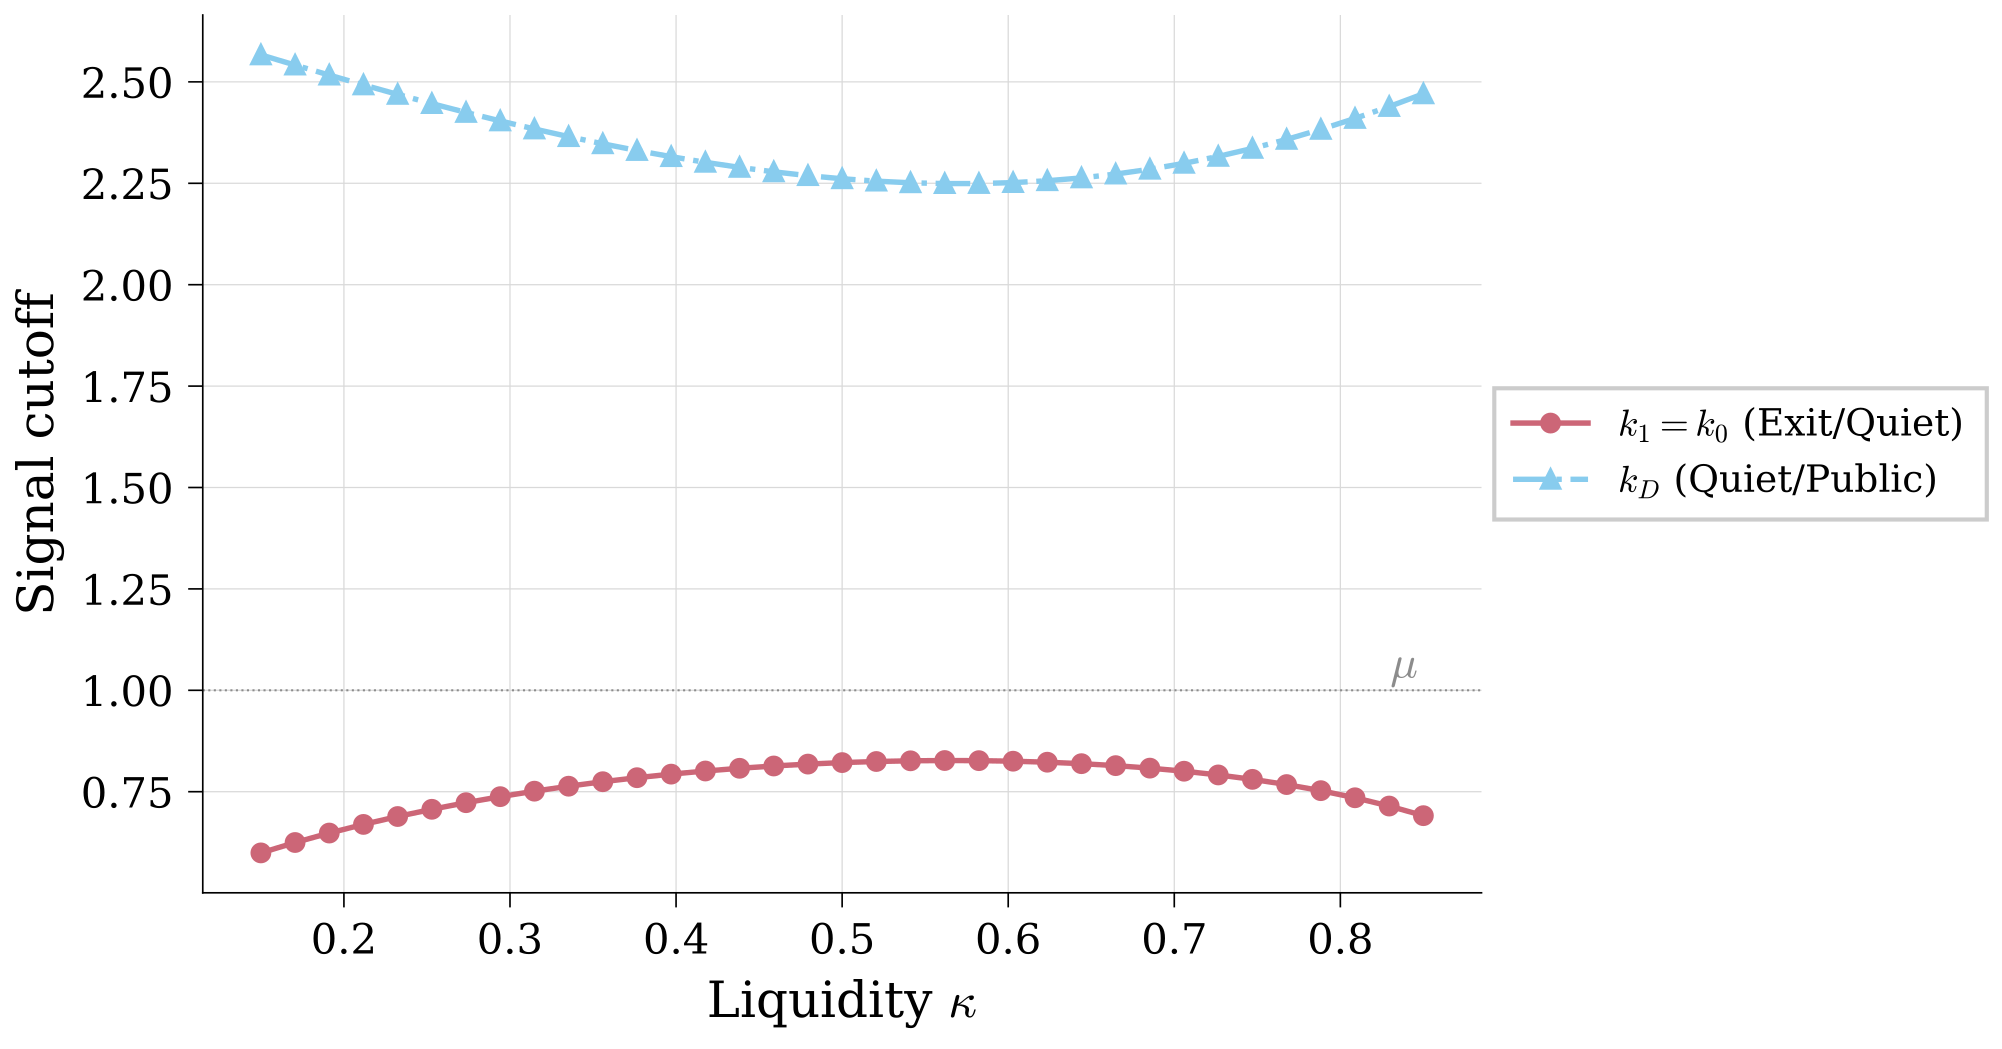 Signal cutoff
2.50
2.25
2.00
1.75
1.50
1.25
1.00
0.75
0.2 0.3 0.4 0.5 0.6 0.7 0.8
Liquidity κ
μ
k₁ = k₀ (Exit/Quiet)
k_D (Quiet/Public)